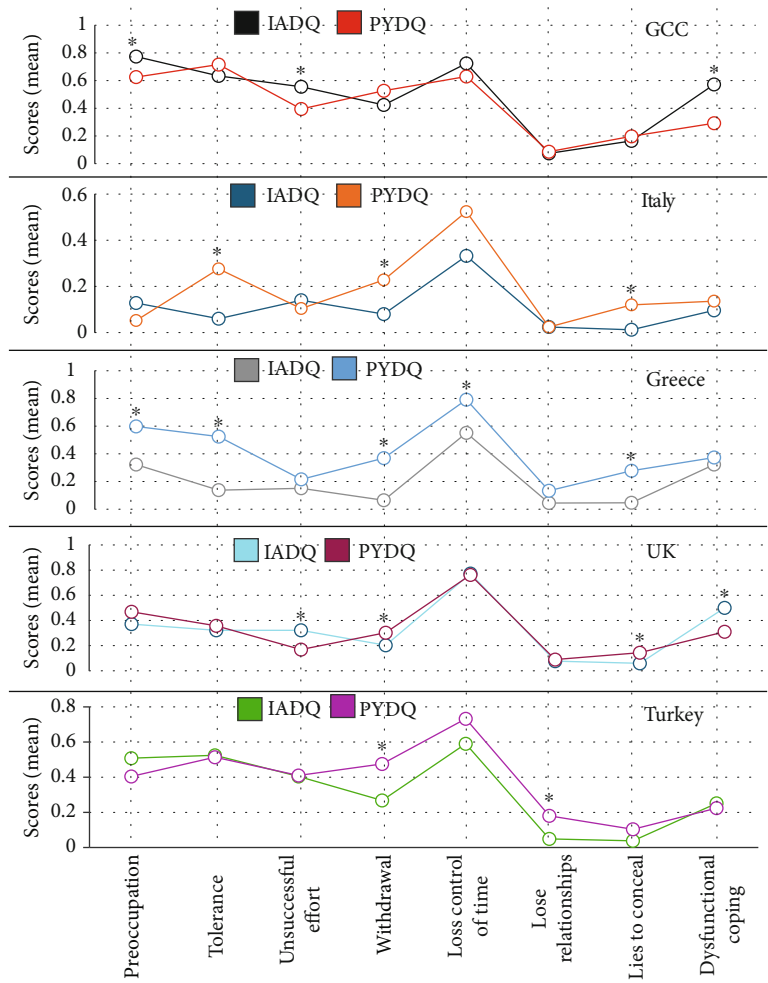 IADQ PYDQ GCC
Scores (mean)
1
0.8
0.6
0.4
0.2
0
*
*
*
IADQ PYDQ Italy
Scores (mean)
0.6
0.4
0.2
0
*
*
*
IADQ PYDQ Greece
Scores (mean)
1
0.8
0.6
0.4
0.2
0
*
*
*
*
*
IADQ PYDQ UK
Scores (mean)
1
0.8
0.6
0.4
0.2
0
*
*
*
*
IADQ PYDQ Turkey
Scores (mean)
0.8
0.6
0.4
0.2
0
*
*
Preoccupation
Tolerance
Unsuccessful
effort
Withdrawal
Loss control
of time
Lose
relationships
Lies to conceal
Dysfunctional
coping